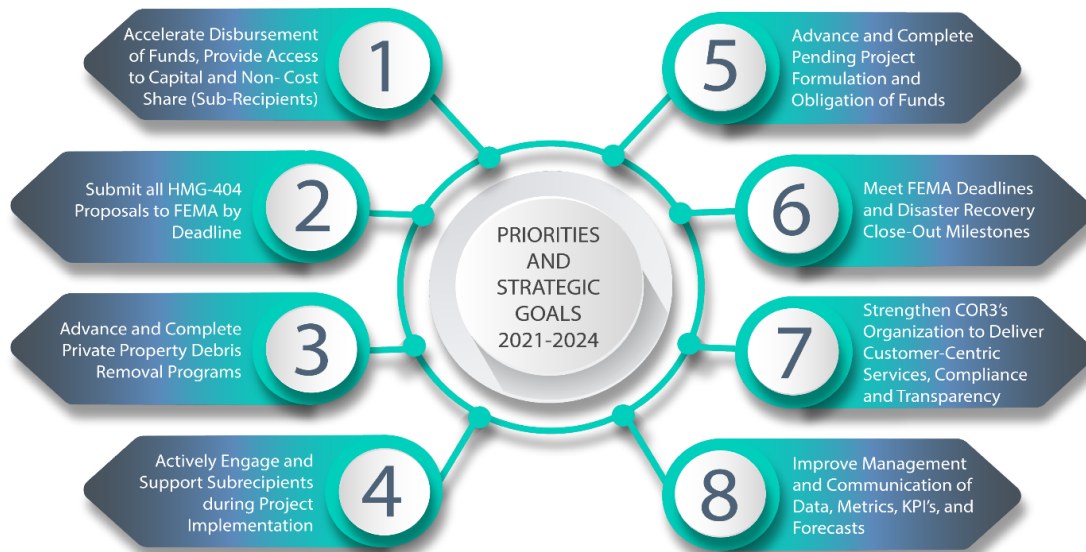 PRIORITIES
AND
STRATEGIC
GOALS
2021-2024
1
Accelerate Disbursement
of Funds, Provide Access
to Capital and Non- Cost
Share (Sub-Recipients)
2
Submit all HMG-404
Proposals to FEMA by
Deadline
3
Advance and Complete
Private Property Debris
Removal Programs
4
Actively Engage and
Support Subrecipients
during Project
Implementation
5
Advance and Complete
Pending Project
Formulation and
Obligation of Funds
6
Meet FEMA Deadlines
and Disaster Recovery
Close-Out Milestones
7
Strengthen COR3’s
Organization to Deliver
Customer-Centric
Services, Compliance
and Transparency
8
Improve Management
and Communication of
Data, Metrics, KPI’s, and
Forecasts